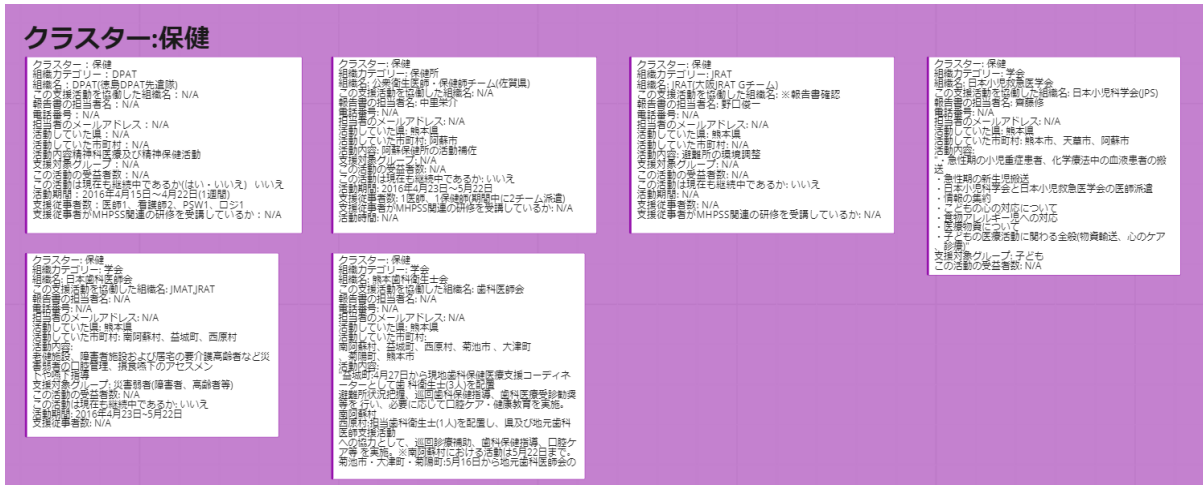 クラスター:保健
クラスター：保健
組織カテゴリー：DPAT
組織名：DPAT(徳島DPAT先遣隊)
この支援活動を協働した組織名：N/A
報告書の担当者名：N/A
電話番号：N/A
担当者のメールアドレス：N/A
活動していた県：N/A
活動していた市町村：N/A
活動内容精神科医療及び精神保健活動
支援対象グループ：N/A
この活動の受益者数：N/A
この活動は現在も継続中であるか(はい・いいえ) いいえ
活動期間：2016年4月15日〜4月22日(1週間)
支援従事者数：医師1、看護師2、PSW1、ロジ1
支援従事者がMHPSS関連の研修を受講しているか：N/A
クラスター: 保健
組織カテゴリー: 保健所
組織名: 公衆衛生医師・保健師チーム(佐賀県)
この支援活動を協働した組織名: N/A
報告書の担当者名: 中里栄介
電話番号: N/A
担当者のメールアドレス: N/A
活動していた県: 熊本県
活動していた市町村: 阿蘇市
活動内容: 阿蘇保健所の活動補佐
支援対象グループ: N/A
この活動の受益者数: N/A
この活動は現在も継続中であるか: いいえ
活動期間: 2016年4月23日〜5月22日
支援従事者数: 1医師、1保健師(期間中に2チーム派遣)
支援従事者がMHPSS関連の研修を受講しているか: N/A
活動時間: N/A
クラスター: 保健
組織カテゴリー: JRAT
組織名: JRAT(大阪JRAT Gチーム)
この支援活動を協働した組織名: ※報告書確認
報告書の担当者名: 野口俊一
電話番号: N/A
担当者のメールアドレス: N/A
活動していた県: 熊本県
活動していた市町村: N/A
活動内容: 避難所の環境調整
支援対象グループ: N/A
この活動の受益者数: N/A
この活動は現在も継続中であるか: いいえ
活動期間: N/A
支援従事者数: N/A
支援従事者がMHPSS関連の研修を受講しているか: N/A
クラスター: 保健
組織カテゴリー: 学会
組織名: 日本小児救急医学会
この支援活動を協働した組織名: 日本小児科学会(JPS)
報告書の担当者名: 齊藤修
電話番号: N/A
担当者のメールアドレス: N/A
活動していた県: 熊本県
活動していた市町村: 熊本市、天草市、阿蘇市
活動内容:
"・急性期の小児重症患者、化学療法中の血液患者の搬
送
・急性期の新生児搬送
・日本小児科学会と日本小児救急医学会の医師派遣
・情報の集約
・こどもの心の対応について
・食物アレルギー児への対応
・医療物資について
・子どもの医療活動に関わる全般(物資輸送、心のケア
、診療)"
支援対象グループ: 子ども
この活動の受益者数: N/A
クラスター: 保健
組織カテゴリー: 学会
組織名: 日本歯科医師会
この支援活動を協働した組織名: JMAT,JRAT
報告書の担当者名: N/A
電話番号: N/A
担当者のメールアドレス: N/A
活動していた県: 熊本県
活動していた市町村: 南阿蘇村、益城町、西原村
活動内容:
老健施設、障害者施設および居宅の要介護高齢者など災
害弱者の口腔管理、摂食嚥下のアセスメン
トや嚥下指導
支援対象グループ: 災害弱者(障害者、高齢者等)
この活動の受益者数: N/A
この活動は現在も継続中であるか: いいえ
活動期間: 2016年4月23日~5月22日
支援従事者数: N/A
クラスター: 保健
組織カテゴリー: 学会
組織名: 熊本歯科衛生士会
この支援活動を協働した組織名: 歯科医師会
報告書の担当者名: N/A
電話番号: N/A
担当者のメールアドレス: N/A
活動していた県: 熊本県
活動していた市町村:
南阿蘇村、益城町、西原村、菊池市 、大津町
、菊陽町、熊本市
活動内容:
"益城町:4月27日から現地歯科保健医療支援コーディネ
ーターとして歯 科衛生士(3人)を配置
避難所状況把握、巡回歯科保健指導、歯科医療受診勧奨
等を 行い、必要に応じて口腔ケア・健康教育を実施。
南阿蘇村
西原村:担当歯科衛生士(1人)を配置し、県及び地元歯科
医師支援活動
への協力として、巡回診療補助、歯科保健指導、口腔ケ
ア等 を実施。※南阿蘇村における活動は5月22日まで。
菊池市・大津町・菊陽町:5月16日から地元歯科医師会の